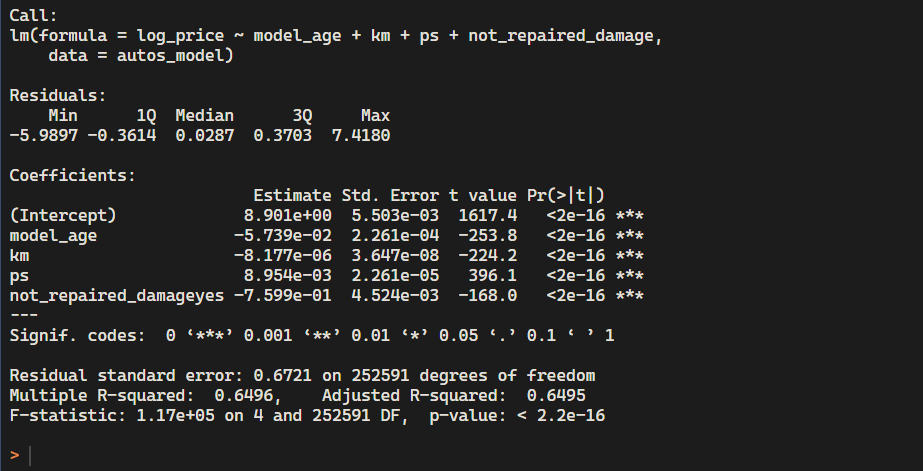 Call:
lm(formula = log_price ~ model_age + km + ps + not_repaired_damage,
    data = autos_model)

Residuals:
    Min      1Q  Median      3Q     Max
-5.9897 -0.3614  0.0287  0.3703  7.4180

Coefficients:
                         Estimate Std. Error t value Pr(>|t|)
(Intercept)             8.901e+00  5.503e-03  1617.4   <2e-16 ***
model_age              -5.739e-02  2.261e-04  -253.8   <2e-16 ***
km                     -8.177e-06  3.647e-08  -224.2   <2e-16 ***
ps                      8.954e-03  2.261e-05   396.1   <2e-16 ***
not_repaired_damageyes -7.599e-01  4.524e-03  -168.0   <2e-16 ***
---
Signif. codes:  0 ‘***’ 0.001 ‘**’ 0.01 ‘*’ 0.05 ‘.’ 0.1 ‘ ’ 1

Residual standard error: 0.6721 on 252591 degrees of freedom
Multiple R-squared:  0.6496,    Adjusted R-squared:  0.6495
F-statistic: 1.17e+05 on 4 and 252591 DF,  p-value: < 2.2e-16

>